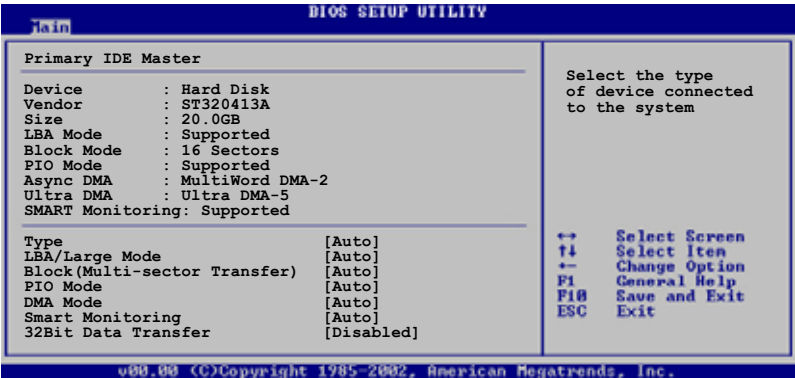 BIOS SETUP UTILITY
Main
Primary IDE Master
Device : Hard Disk
Vendor : ST320413A
Size : 20.0GB
LBA Mode : Supported
Block Mode : 16 Sectors
PIO Mode : Supported
Async DMA : MultiWord DMA-2
Ultra DMA : Ultra DMA-5
SMART Monitoring: Supported
Type [Auto]
LBA/Large Mode [Auto]
Block(Multi-sector Transfer) [Auto]
PIO Mode [Auto]
DMA Mode [Auto]
Smart Monitoring [Auto]
32Bit Data Transfer [Disabled]
Select the type
of device connected
to the system
↔ Select Screen
↑↓ Select Item
+- Change Option
F1 General Help
F10 Save and Exit
ESC Exit
v00.00 (C)Copyright 1985-2002, American Megatrends, Inc.